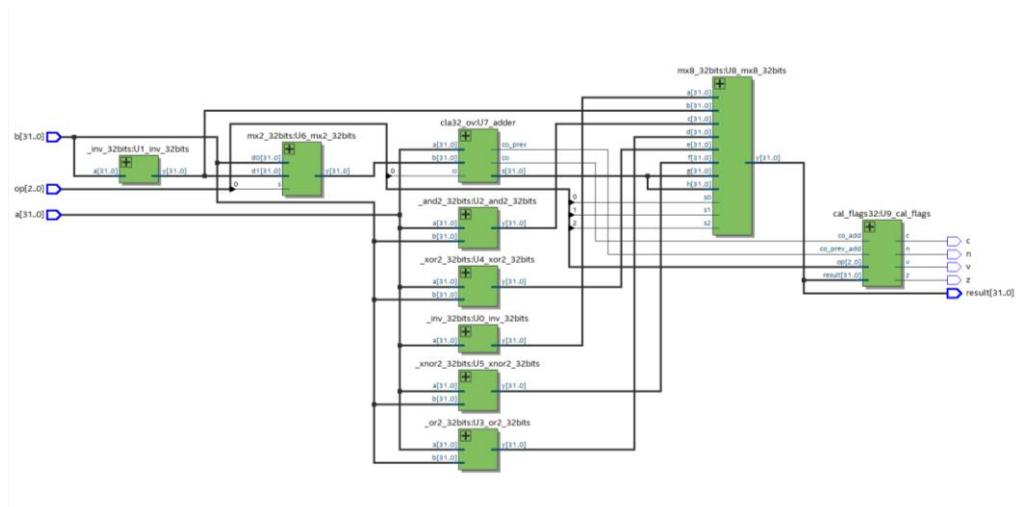 mx8_32bits:U8_mx8_32bits
a[31..0]
b[31..0]
c[31..0]
d[31..0]
e[31..0]
f[31..0]
g[31..0]
h[31..0]
s0
s1
s2
y[31..0]
cla32_ov:U7_adder
a[31..0]
b[31..0]
ci
co_prev
co
s[31..0]
0
b[31..0]
op[2..0]
a[31..0]
_inv_32bits:U1_inv_32bits
a[31..0]
y[31..0]
mx2_32bits:U6_mx2_32bits
d0[31..0]
d1[31..0]
s
y[31..0]
0
0
1
2
_and2_32bits:U2_and2_32bits
a[31..0]
b[31..0]
y[31..0]
_xor2_32bits:U4_xor2_32bits
a[31..0]
b[31..0]
y[31..0]
_inv_32bits:U0_inv_32bits
a[31..0]
y[31..0]
_xnor2_32bits:U5_xnor2_32bits
a[31..0]
b[31..0]
y[31..0]
_or2_32bits:U3_or2_32bits
a[31..0]
b[31..0]
y[31..0]
cal_flags32:U9_cal_flags
co_add
co_prev_add
op[2..0]
result[31..0]
c
n
v
z
c
n
v
z
result[31..0]